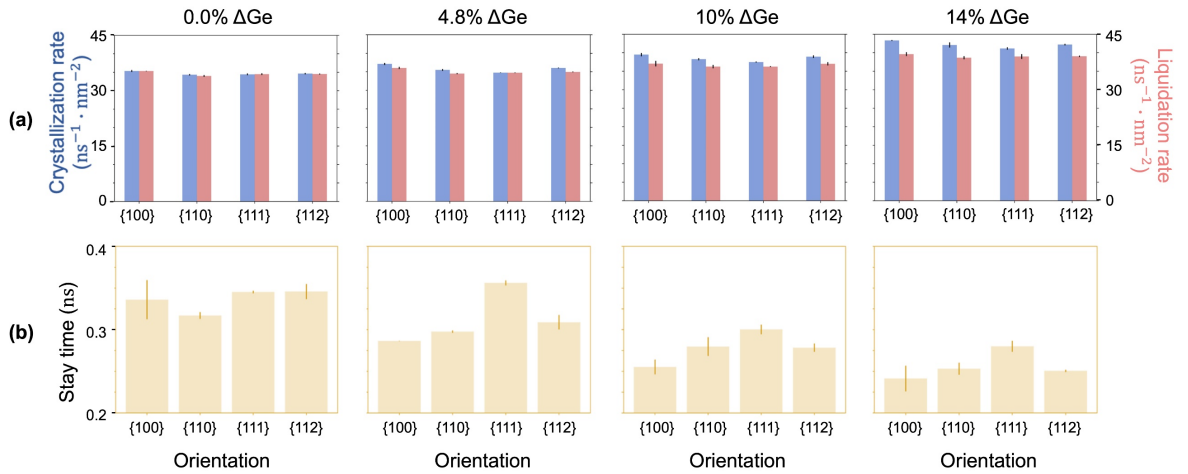 0.0% ΔGe 4.8% ΔGe 10% ΔGe 14% ΔGe
(a)
Crystallization rate
(ns⁻¹ · nm⁻²)
45
30
15
0
{100} {110} {111} {112}
{100} {110} {111} {112}
{100} {110} {111} {112}
{100} {110} {111} {112}
45
30
15
0
Liquidation rate
(ns⁻¹ · nm⁻²)
(b)
Stay time (ns)
0.4
0.3
0.2
{100} {110} {111} {112}
{100} {110} {111} {112}
{100} {110} {111} {112}
{100} {110} {111} {112}
Orientation Orientation Orientation Orientation